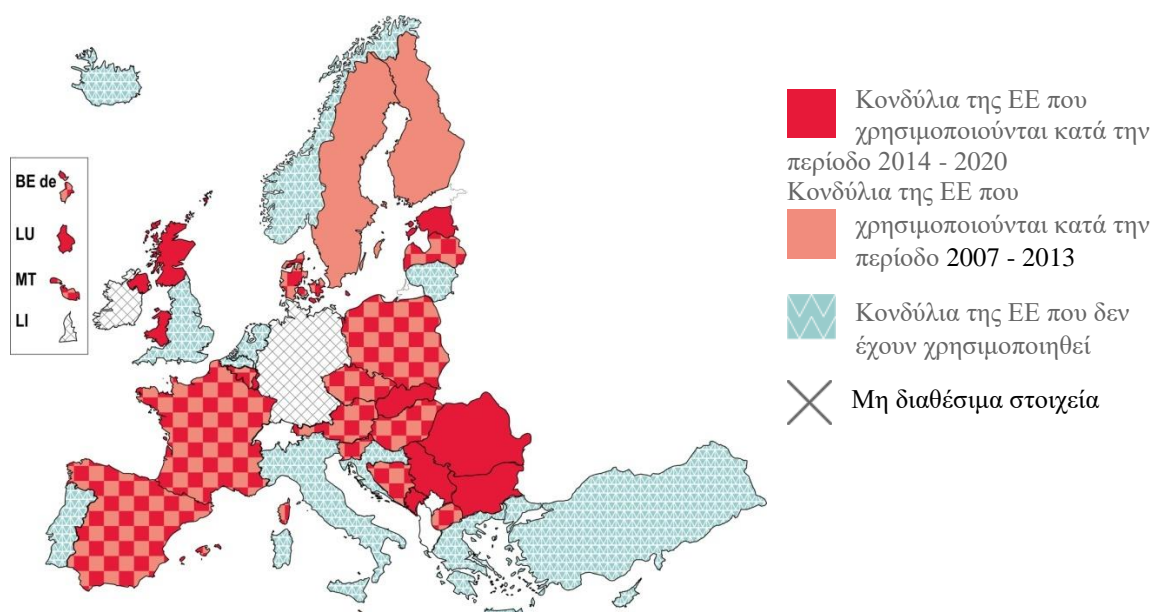 BE de
LU
MT
LI
Κονδύλια της ΕΕ που
χρησιμοποιούνται κατά την
περίοδο 2014 - 2020
Κονδύλια της ΕΕ που
χρησιμοποιούνται κατά την
περίοδο 2007 - 2013
Κονδύλια της ΕΕ που δεν
έχουν χρησιμοποιηθεί
Μη διαθέσιμα στοιχεία